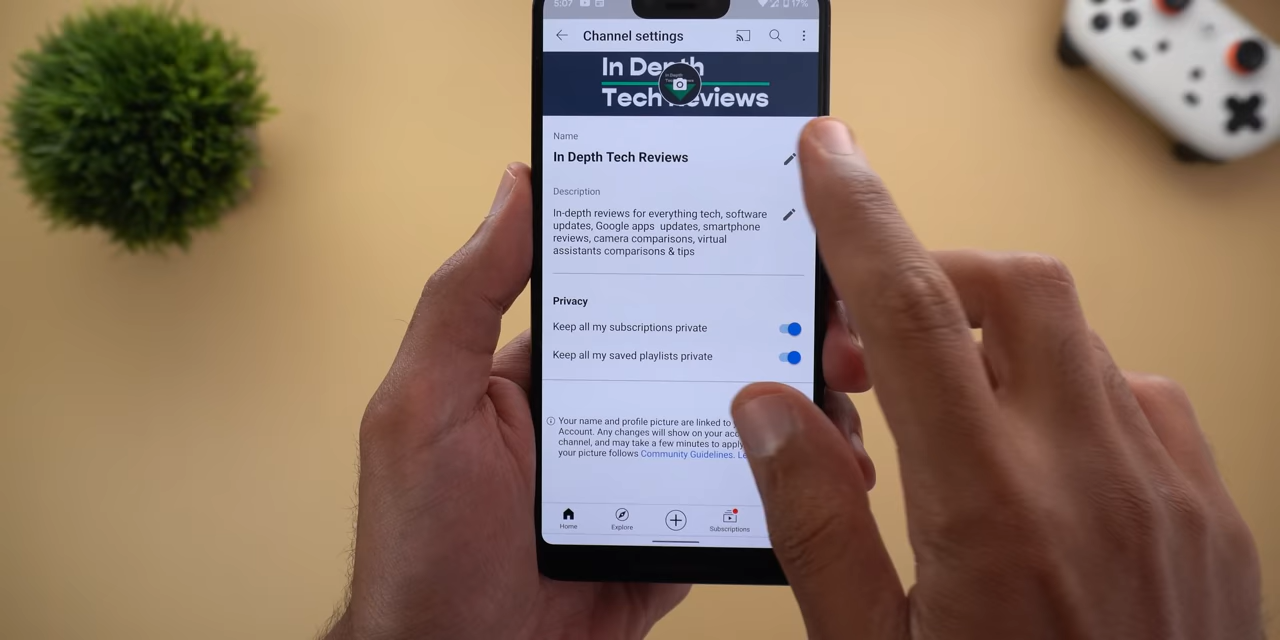 5:07 17%
Channel settings
In Depth
Tech Reviews
Name
In Depth Tech Reviews
Description
In-depth reviews for everything tech, software
updates, Google apps  updates, smartphone
reviews, camera comparisons, virtual
assistants comparisons & tips
Privacy
Keep all my subscriptions private
Keep all my saved playlists private
Your name and profile picture are linked to
Account. Any changes will show on your
channel, and may take a few minutes to apply
your picture follows Community Guidelines.
Home Explore Subscriptions